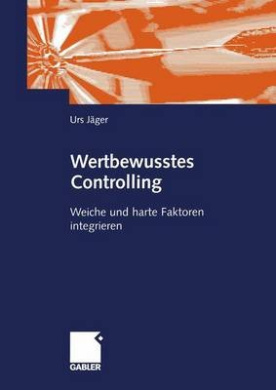 Urs Jäger
Wertbewusstes
Controlling
Weiche und harte Faktoren
integrieren
GABLER